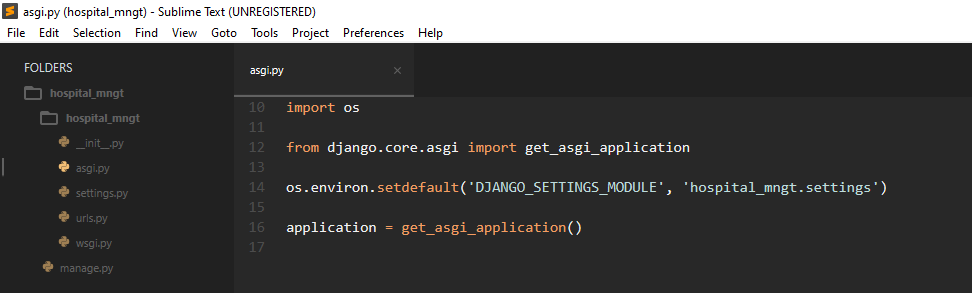 asgi.py (hospital_mngt) - Sublime Text (UNREGISTERED)
File Edit Selection Find View Goto Tools Project Preferences Help
FOLDERS
hospital_mngt
hospital_mngt
__init__.py
asgi.py
settings.py
urls.py
wsgi.py
manage.py
asgi.py ×
10 import os
11
12 from django.core.asgi import get_asgi_application
13
14 os.environ.setdefault('DJANGO_SETTINGS_MODULE', 'hospital_mngt.settings')
15
16 application = get_asgi_application()
17